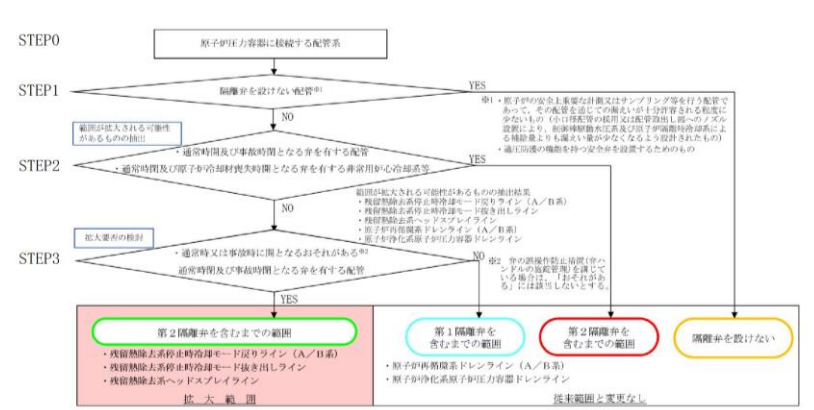 STEP0
原子炉圧力容器に接続する配管系
STEP1
隔離弁を設けない配管※1
YES
NO
※1 ・原子炉の安全上重要な計測又はサンプリング等を行う配管で
あって、その配管を通じての漏えいが十分許容される程度に
少ないもの（小口径配管の採用又は配管取出し部へのノズル
設置により、制御棒駆動水圧系及び原子炉隔離時冷却系によ
る補給量よりも漏えい量が少なくなるよう設計されたもの）
・過圧防護の機能を持つ安全弁を設置するためのもの
範囲が拡大される可能性
があるものの抽出
STEP2
・通常時開及び事故時閉となる弁を有する配管
・通常時閉及び原子炉冷却材喪失時開となる弁を有する非常用炉心冷却系等
YES
NO
範囲が拡大される可能性があるものの抽出結果
・残留熱除去系停止時冷却モード戻りライン（A／B系）
・残留熱除去系停止時冷却モード抜き出しライン
・残留熱除去系ヘッドスプレイライン
・原子炉再循環系ドレンライン（A／B系）
・原子炉浄化系原子炉圧力容器ドレンライン
拡大要否の検討
STEP3
・通常時又は事故時に開となるおそれがある※2
通常時閉及び事故時閉となる弁を有する配管
NO
YES
※2 弁の誤操作防止措置（弁ハ
ンドルの施錠管理）を講じて
いる場合は、「おそれがあ
る」には該当しないとする。
第2隔離弁を含むまでの範囲
・残留熱除去系停止時冷却モード戻りライン（A／B系）
・残留熱除去系停止時冷却モード抜き出しライン
・残留熱除去系ヘッドスプレイライン
拡大範囲
第1隔離弁を
含むまでの範囲
・原子炉再循環系ドレンライン（A／B系）
・原子炉浄化系原子炉圧力容器ドレンライン
第2隔離弁を
含むまでの範囲
隔離弁を設けない
従来範囲と変更なし